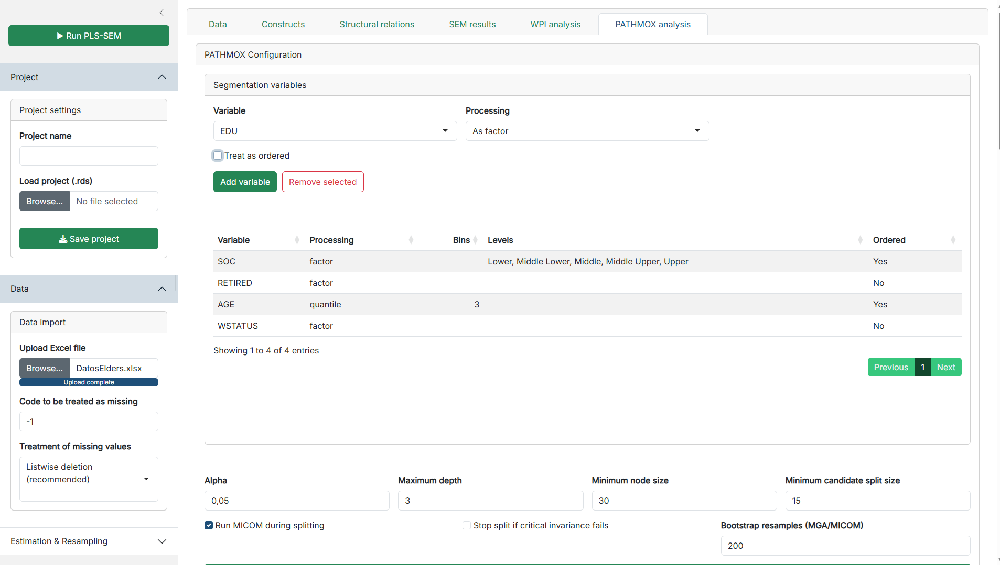 Run PLS-SEM
Project
Project settings
Project name
Load project (.rds)
Browse... No file selected
Save project
Data
Data import
Upload Excel file
Browse... DatosElders.xlsx
Upload complete
Code to be treated as missing
-1
Treatment of missing values
Listwise deletion
(recommended)
Estimation & Resampling
Data Constructs Structural relations SEM results WPI analysis PATHMOX analysis
PATHMOX Configuration
Segmentation variables
Variable Processing
EDU As factor
Treat as ordered
Add variable Remove selected
Variable Processing Bins Levels Ordered
SOC factor Lower, Middle Lower, Middle, Middle Upper, Upper Yes
RETIRED factor No
AGE quantile 3 Yes
WSTATUS factor No
Showing 1 to 4 of 4 entries
Previous 1 Next
Alpha Maximum depth Minimum node size Minimum candidate split size
0,05 3 30 15
Run MICOM during splitting Stop split if critical invariance fails Bootstrap resamples (MGA/MICOM)
200